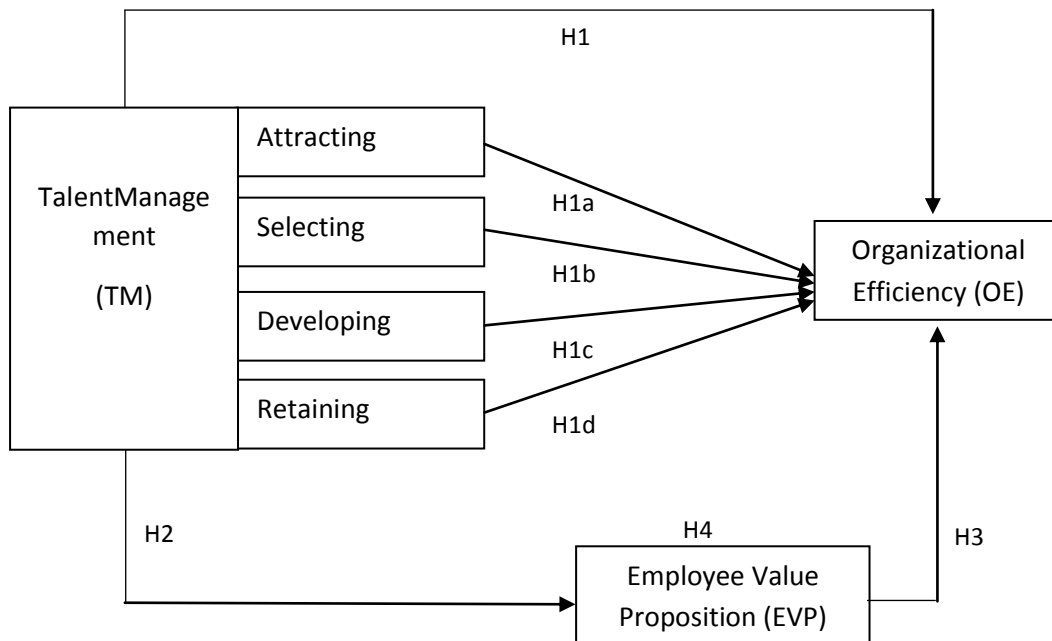 H1
Attracting
TalentManage
ment
(TM)
H1a
Selecting
Organizational
Efficiency (OE)
H1b
Developing
H1c
Retaining
H1d
H2
H4
H3
Employee Value
Proposition (EVP)